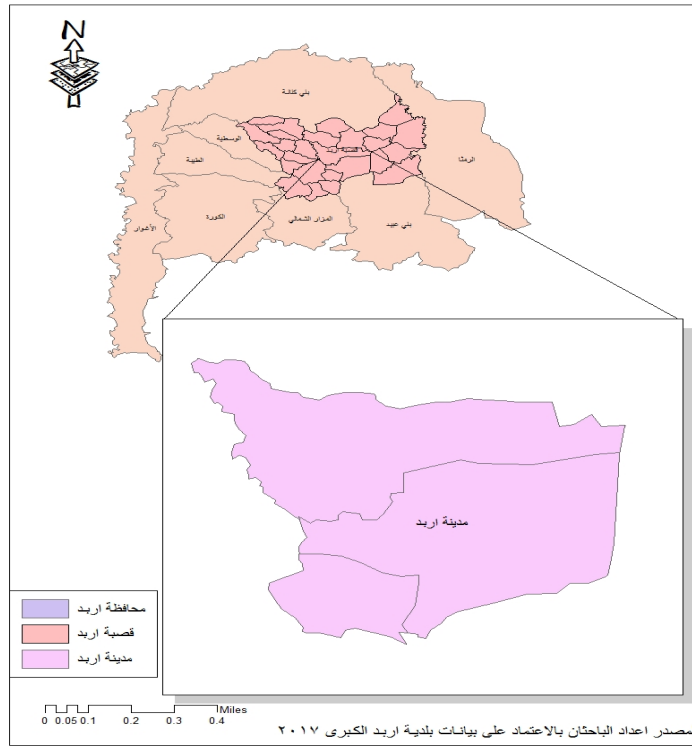 N
بني كنانة
الوسطية
الطيبة
قصبة اربد
الرمثا
الأغوار
الكورة
المزار الشمالي
بني عبيد
مدينة اربد
محافظة اربد
قصبة اربد
مدينة اربد
Miles
0 0.05 0.1 0.2 0.3 0.4
مصدر اعداد الباحثان بالاعتماد على بيانات بلدية اربد الكبرى ٢٠١٧